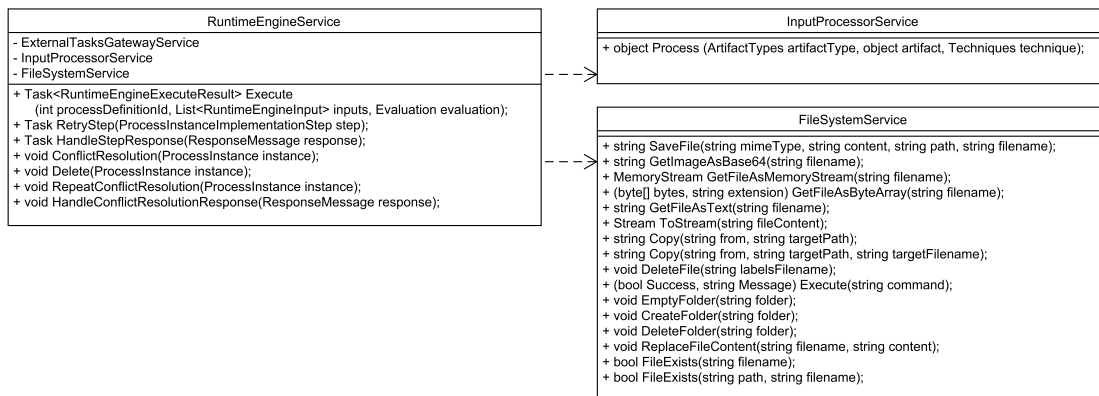 RuntimeEngineService
- ExternalTasksGatewayService
- InputProcessorService
- FileSystemService
+ Task<RuntimeEngineExecuteResult> Execute
(int processDefinitionId, List<RuntimeEngineInput> inputs, Evaluation evaluation);
+ Task RetryStep(ProcessInstanceImplementationStep step);
+ Task HandleStepResponse(ResponseMessage response);
+ void ConflictResolution(ProcessInstance instance);
+ void Delete(ProcessInstance instance);
+ void RepeatConflictResolution(ProcessInstance instance);
+ void HandleConflictResolutionResponse(ResponseMessage response);
InputProcessorService
+ object Process (ArtifactTypes artifactType, object artifact, Techniques technique);
FileSystemService
+ string SaveFile(string mimeType, string content, string path, string filename);
+ string GetImageAsBase64(string filename);
+ MemoryStream GetFileAsMemoryStream(string filename);
+ (byte[] bytes, string extension) GetFileAsByteArray(string filename);
+ string GetFileAsText(string filename);
+ Stream ToStream(string fileContent);
+ string Copy(string from, string targetPath);
+ string Copy(string from, string targetPath, string targetFilename);
+ void DeleteFile(string labelsFilename);
+ (bool Success, string Message) Execute(string command);
+ void EmptyFolder(string folder);
+ void CreateFolder(string folder);
+ void DeleteFolder(string folder);
+ void ReplaceFileContent(string filename, string content);
+ bool FileExists(string filename);
+ bool FileExists(string path, string filename);